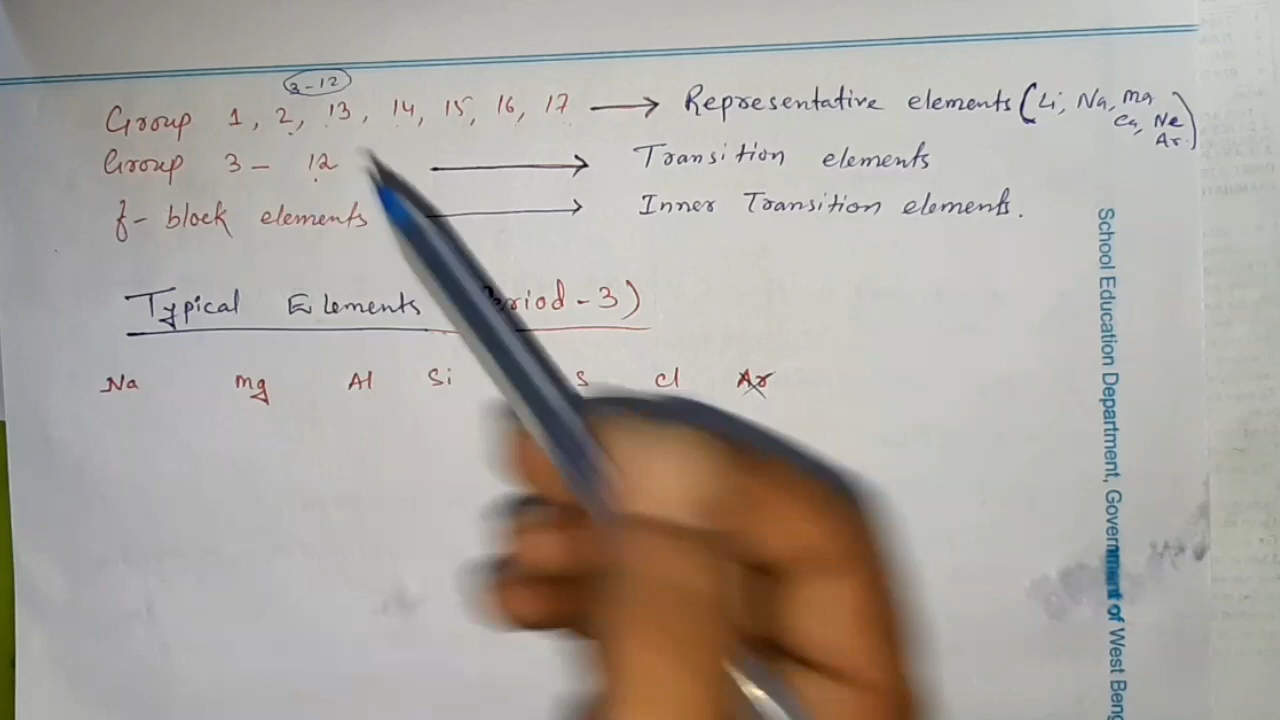 3-12
Group 1, 2, 13, 14, 15, 16, 17 → Representative elements (Li, Na, Mg
Ca, Ne
Ar.)
Group 3 - 12 → Transition elements
f- block elements → Inner Transition elements.
Typical Elements riod-3)
Na Mg Al Si S Cl Ar
School Education Department, Government of West Beng